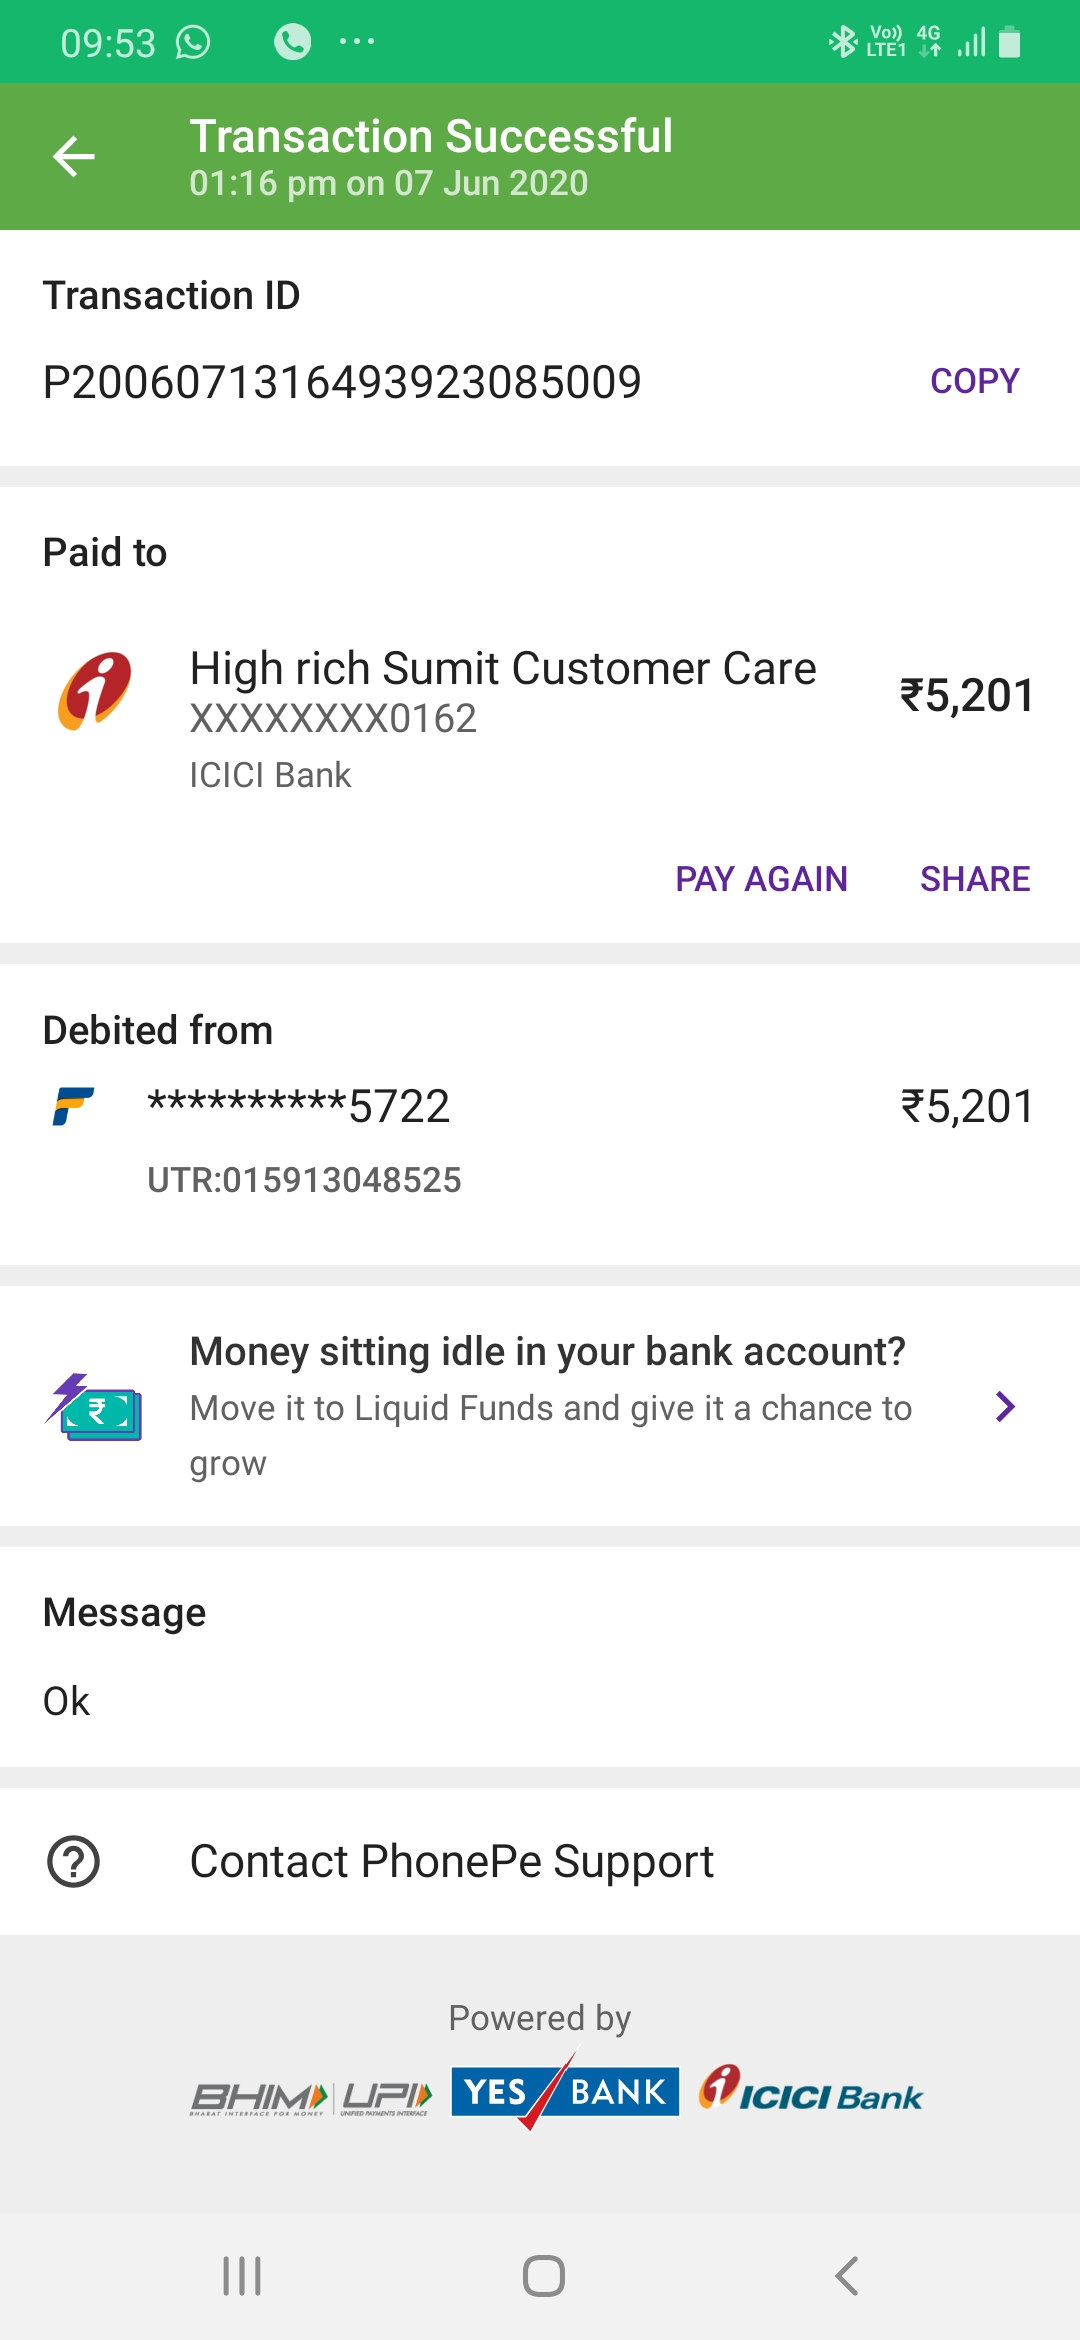 09:53
Vo)) LTE1 4G
Transaction Successful
01:16 pm on 07 Jun 2020
Transaction ID
P2006071316493923085009 COPY
Paid to
High rich Sumit Customer Care
XXXXXXXX0162
₹5,201
ICICI Bank
PAY AGAIN SHARE
Debited from
**********5722 ₹5,201
UTR:015913048525
Money sitting idle in your bank account?
Move it to Liquid Funds and give it a chance to
grow
Message
Ok
Contact PhonePe Support
Powered by
BHIM UPI YES BANK ICICI Bank
BHARAT INTERFACE FOR MONEY UNIFIED PAYMENTS INTERFACE